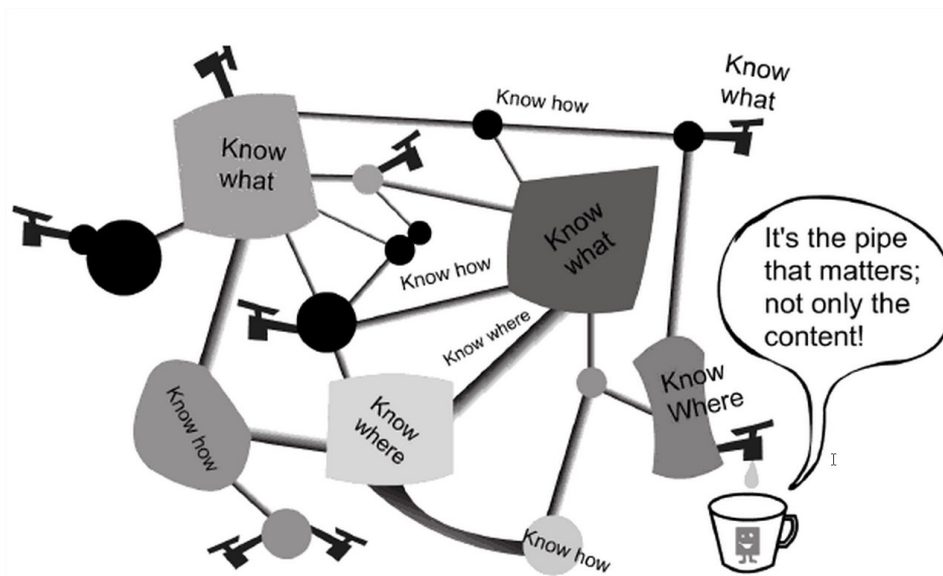 Know
what
Know how
Know
what
Know
what
Know how
Know where
It's the pipe
that matters;
not only the
content!
Know
Where
Know how
Know
where
Know how